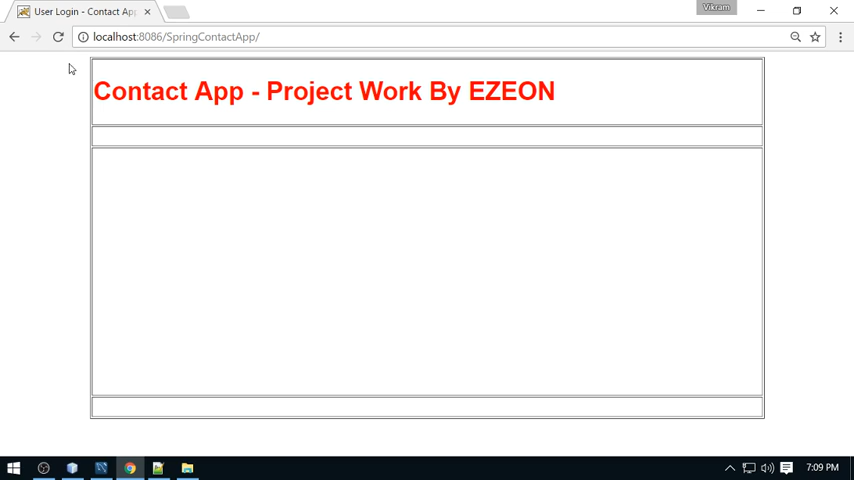 User Login - Contact App
Vikram
localhost:8086/SpringContactApp/
Contact App - Project Work By EZEON
7:09 PM